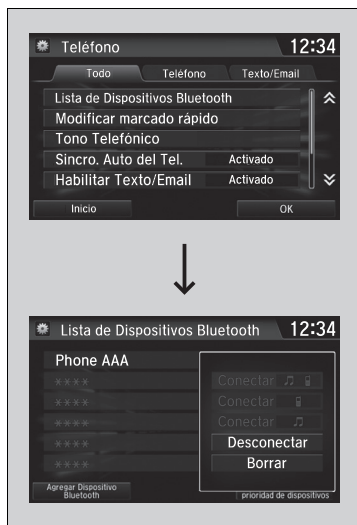 Teléfono
12:34
Todo
Teléfono
Texto/Email
Lista de Dispositivos Bluetooth
Modificar marcado rápido
Tono Telefónico
Sincro. Auto del Tel. Activado
Habilitar Texto/Email Activado
Inicio
OK
Lista de Dispositivos Bluetooth
12:34
Phone AAA
****
Conectar
****
Conectar
****
Conectar
****
Desconectar
****
Borrar
Agregar Dispositivo
Bluetooth
prioridad de dispositivos